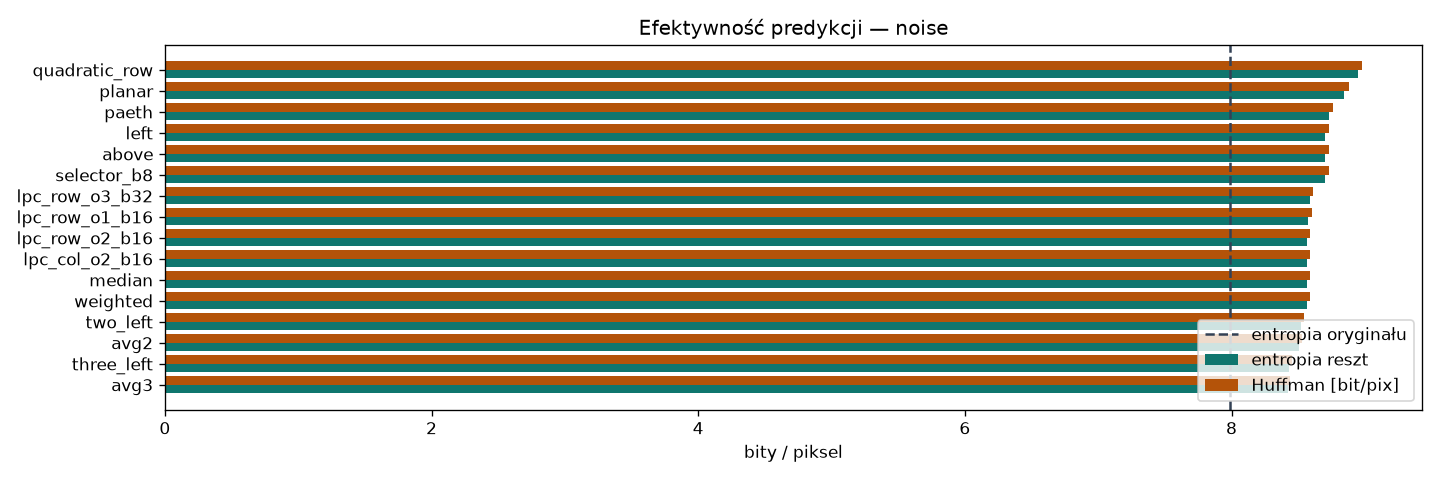 Efektywność predykcji — noise
quadratic_row
planar
paeth
left
above
selector_b8
lpc_row_o3_b32
lpc_row_o1_b16
lpc_row_o2_b16
lpc_col_o2_b16
median
weighted
two_left
avg2
three_left
avg3
entropia oryginału
entropia reszt
Huffman [bit/pix]
0 2 4 6 8
bity / piksel